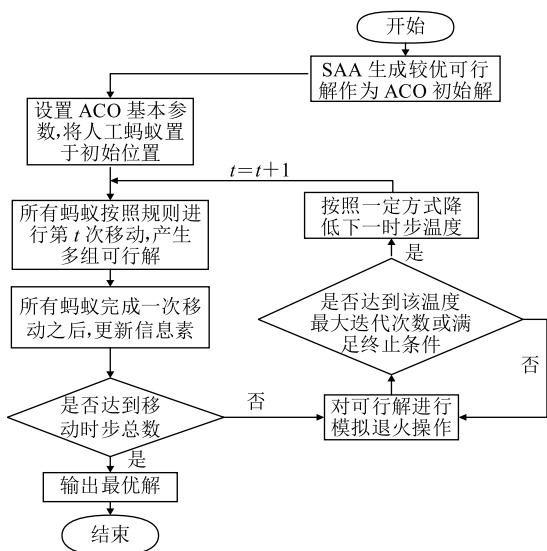 开始
SAA 生成较优可行
解作为 ACO 初始解
设置 ACO 基本参
数,将人工蚂蚁置
于初始位置
t=t+1
所有蚂蚁按照规则进
行第 t 次移动,产生
多组可行解
按照一定方式降
低下一时步温度
是
所有蚂蚁完成一次移
动之后,更新信息素
是否达到该温度
最大迭代次数或满
足终止条件
否
是否达到移
动时步总数
否
对可行解进行
模拟退火操作
是
输出最优解
结束